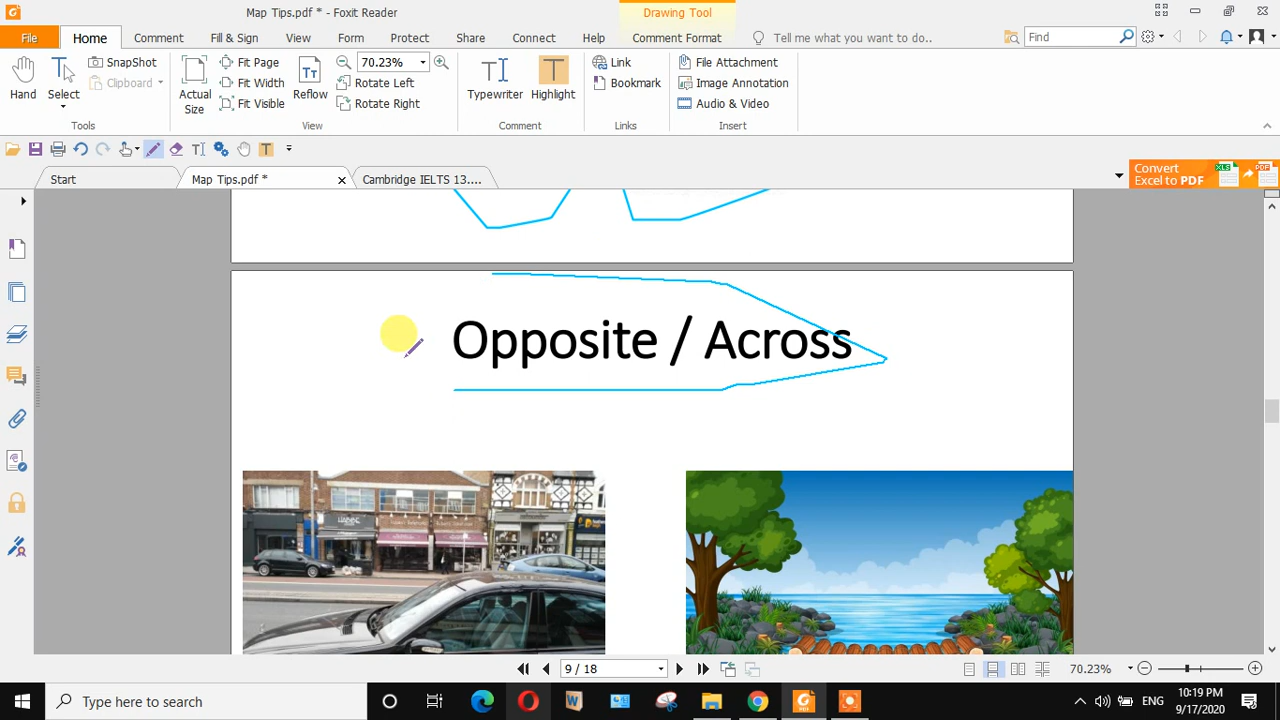 Map Tips.pdf * - Foxit Reader
Drawing Tool
File
Home
Comment
Fill & Sign
View
Form
Protect
Share
Connect
Help
Comment Format
Tell me what you want to do..
Find
Hand
Select
SnapShot
Clipboard
Tools
Actual
Size
Fit Page
Fit Width
Fit Visible
Reflow
70.23%
Rotate Left
Rotate Right
View
Typewriter
Highlight
Comment
Link
Bookmark
Links
File Attachment
Image Annotation
Audio & Video
Insert
Start
Map Tips.pdf *
Cambridge IELTS 13....
Convert
Excel to PDF
Opposite / Across
9 / 18
70.23%
Type here to search
ENG
10:19 PM
9/17/2020